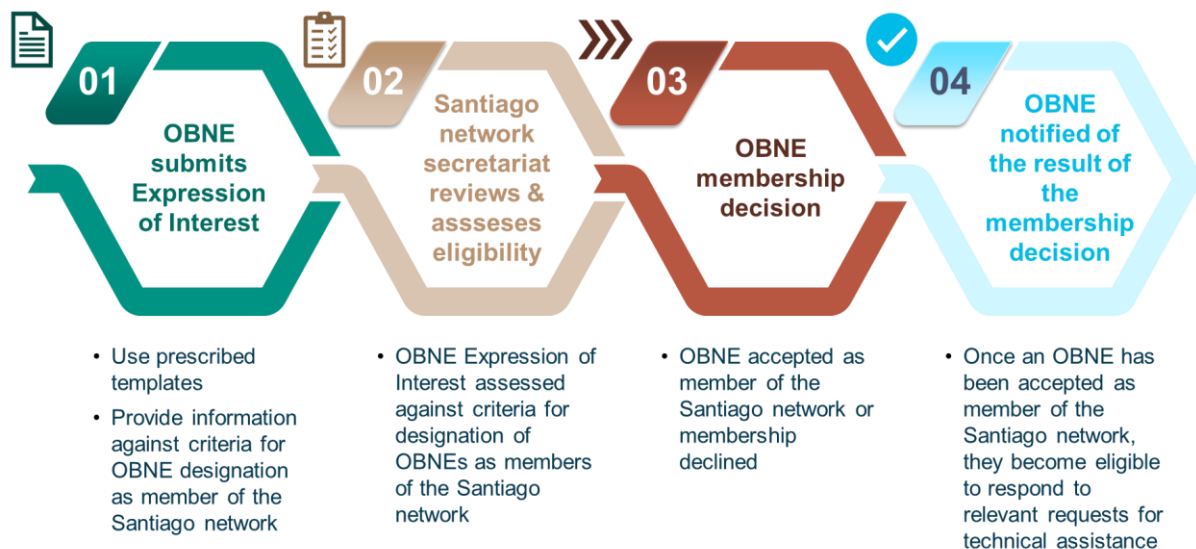 01
OBNE
submits
Expression
of Interest
02
Santiago
network
secretariat
reviews &
assseses
eligibility
03
OBNE
membership
decision
04
OBNE
notified of
the result of
the
membership
decision
• Use prescribed
templates
• Provide information
against criteria for
OBNE designation
as member of the
Santiago network
• OBNE Expression of
Interest assessed
against criteria for
designation of
OBNEs as members
of the Santiago
network
• OBNE accepted as
member of the
Santiago network or
membership
declined
• Once an OBNE has
been accepted as
member of the
Santiago network,
they become eligible
to respond to
relevant requests for
technical assistance